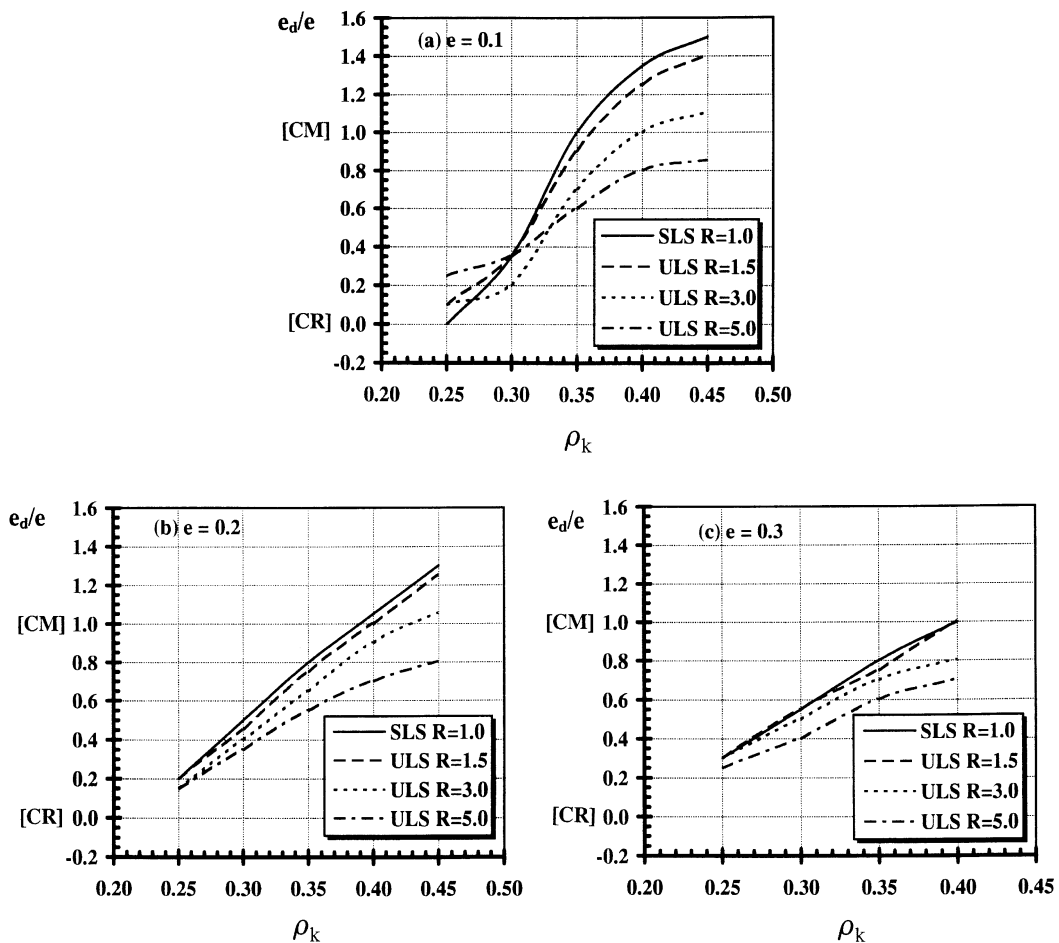 e_d/e
(a) e = 0.1
1.6
1.4
1.2
[CM] 1.0
0.8
0.6
0.4
0.2
[CR] 0.0
-0.2
SLS R=1.0
ULS R=1.5
ULS R=3.0
ULS R=5.0
0.20 0.25 0.30 0.35 0.40 0.45 0.50
ρ_k
e_d/e
(b) e = 0.2
1.6
1.4
1.2
[CM] 1.0
0.8
0.6
0.4
0.2
[CR] 0.0
-0.2
SLS R=1.0
ULS R=1.5
ULS R=3.0
ULS R=5.0
0.20 0.25 0.30 0.35 0.40 0.45 0.50
ρ_k
e_d/e
(c) e = 0.3
1.6
1.4
1.2
[CM] 1.0
0.8
0.6
0.4
0.2
[CR] 0.0
-0.2
SLS R=1.0
ULS R=1.5
ULS R=3.0
ULS R=5.0
0.20 0.25 0.30 0.35 0.40 0.45
ρ_k